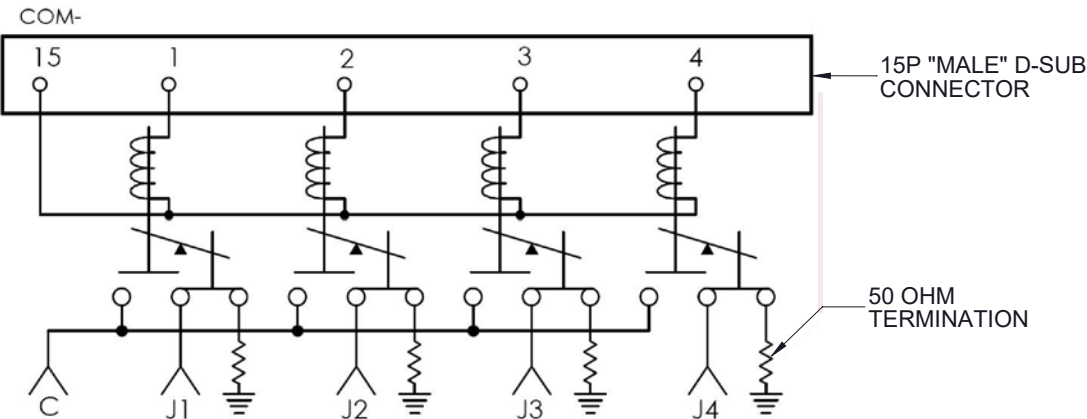 COM-
15 1 2 3 4
15P "MALE" D-SUB
CONNECTOR
50 OHM
TERMINATION
C J1 J2 J3 J4